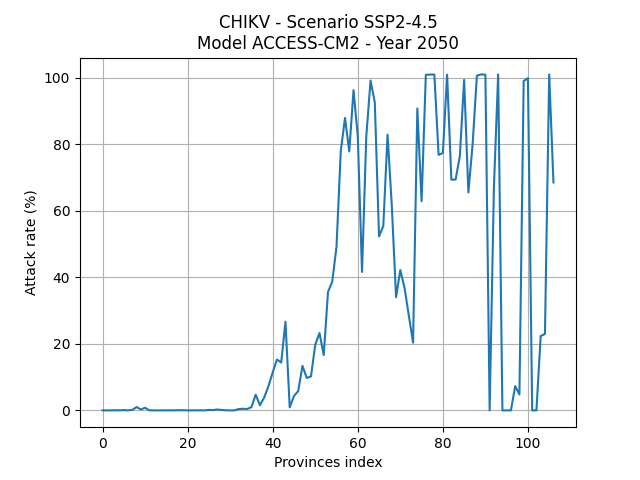 CHIKV - Scenario SSP2-4.5
Model ACCESS-CM2 - Year 2050
Attack rate (%)
100
80
60
40
20
0
0 20 40 60 80 100
Provinces index